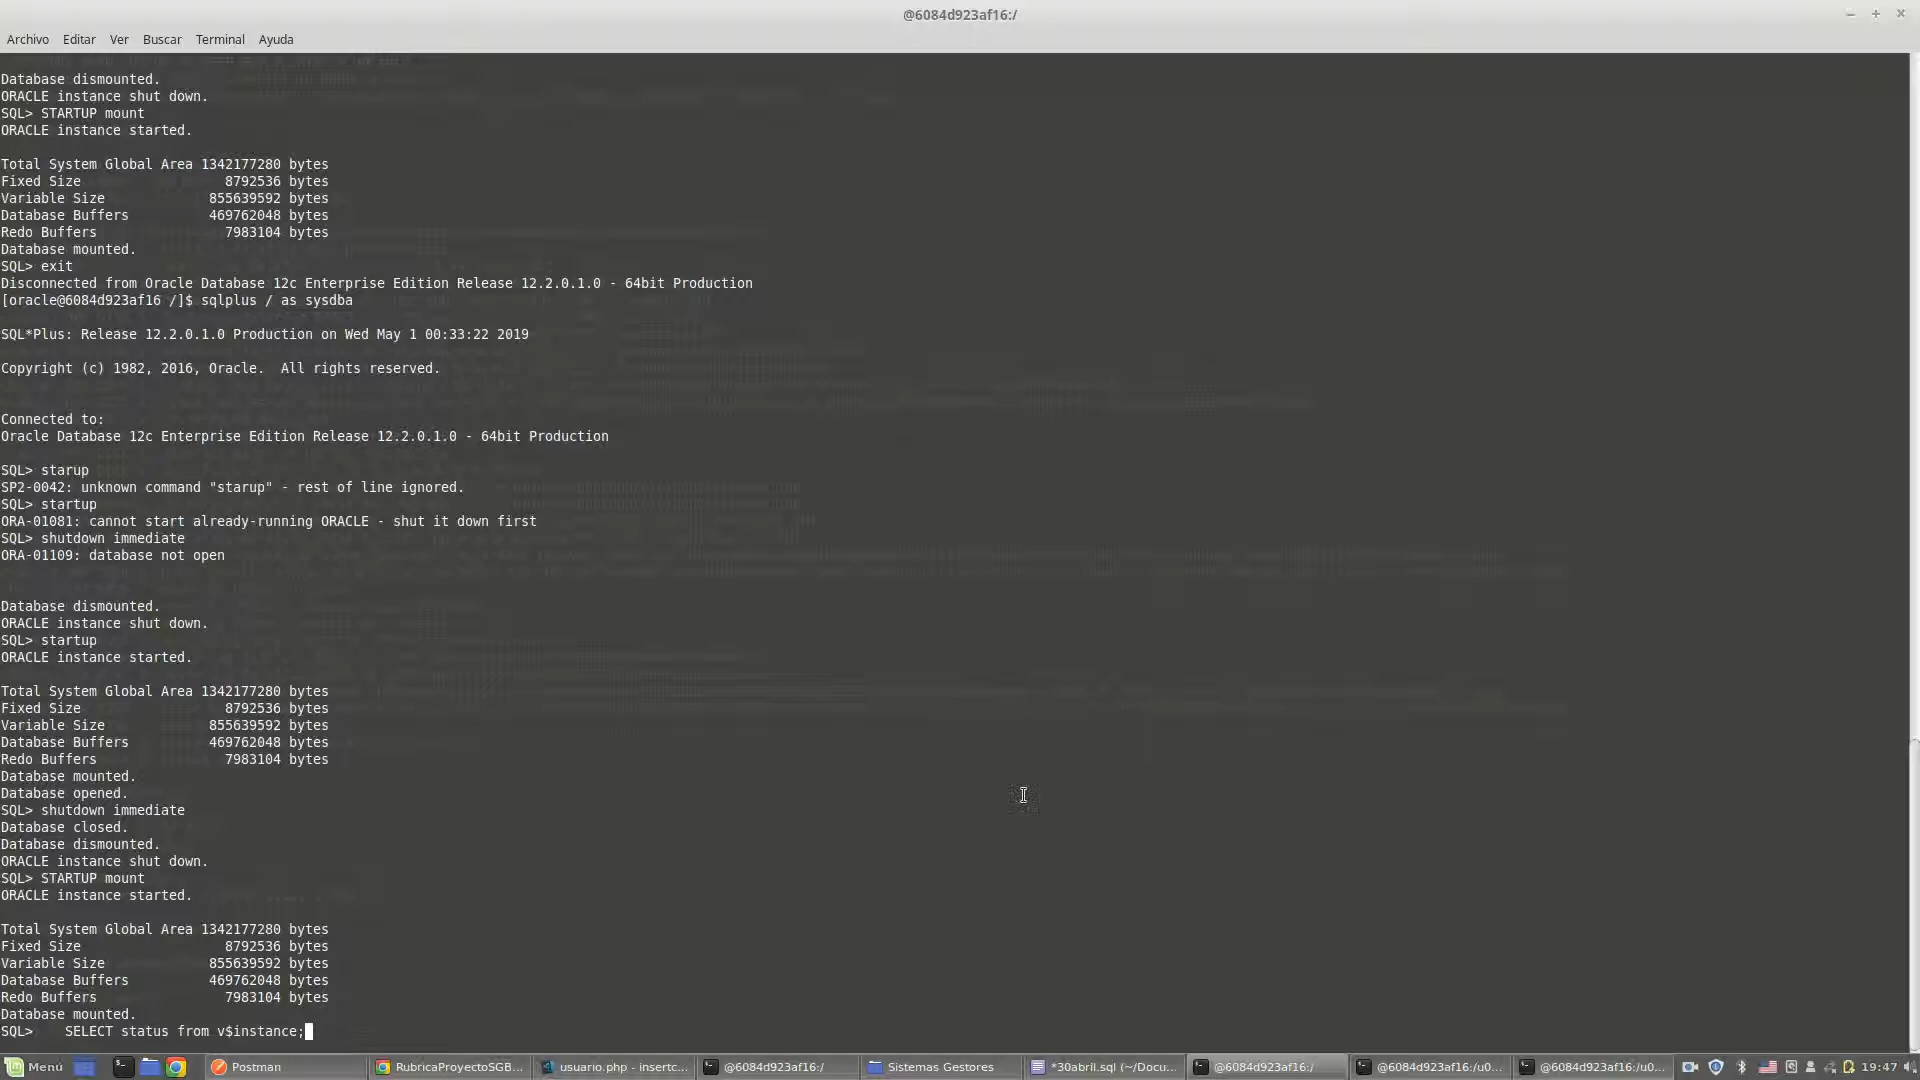 @6084d923af16:/
Archivo Editar Ver Buscar Terminal Ayuda
Database dismounted.
ORACLE instance shut down.
SQL> STARTUP mount
ORACLE instance started.
Total System Global Area 1342177280 bytes
Fixed Size 8792536 bytes
Variable Size 855639592 bytes
Database Buffers 469762048 bytes
Redo Buffers 7983104 bytes
Database mounted.
SQL> exit
Disconnected from Oracle Database 12c Enterprise Edition Release 12.2.0.1.0 - 64bit Production
[oracle@6084d923af16 /]$ sqlplus / as sysdba
SQL*Plus: Release 12.2.0.1.0 Production on Wed May 1 00:33:22 2019
Copyright (c) 1982, 2016, Oracle.  All rights reserved.
Connected to:
Oracle Database 12c Enterprise Edition Release 12.2.0.1.0 - 64bit Production
SQL> starup
SP2-0042: unknown command "starup" - rest of line ignored.
SQL> startup
ORA-01081: cannot start already-running ORACLE - shut it down first
SQL> shutdown immediate
ORA-01109: database not open
Database dismounted.
ORACLE instance shut down.
SQL> startup
ORACLE instance started.
Total System Global Area 1342177280 bytes
Fixed Size 8792536 bytes
Variable Size 855639592 bytes
Database Buffers 469762048 bytes
Redo Buffers 7983104 bytes
Database mounted.
Database opened.
SQL> shutdown immediate
Database closed.
Database dismounted.
ORACLE instance shut down.
SQL> STARTUP mount
ORACLE instance started.
Total System Global Area 1342177280 bytes
Fixed Size 8792536 bytes
Variable Size 855639592 bytes
Database Buffers 469762048 bytes
Redo Buffers 7983104 bytes
Database mounted.
SQL>    SELECT status from v$instance;
Menú Postman RubricaProyectoSGB... usuario.php - insertc... @6084d923af16:/ Sistemas Gestores *30abril.sql (~/Docu... @6084d923af16:/ @6084d923af16:/u0... @6084d923af16:/u0... 19:47